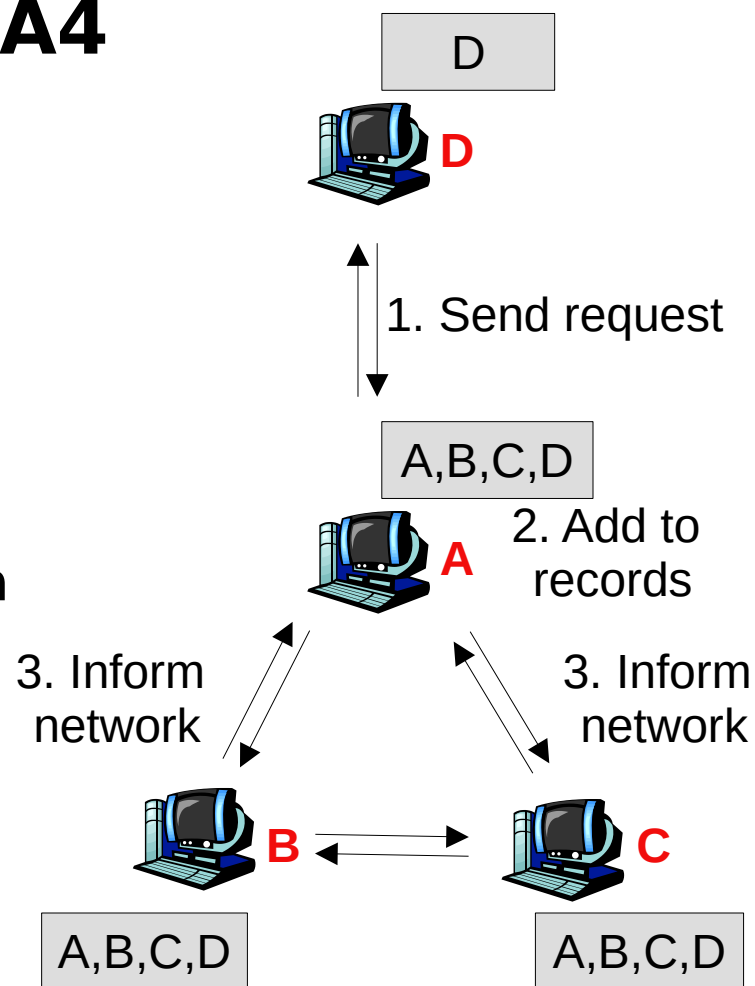 A4
D
D
1. Send request
A,B,C,D
A
2. Add to
records
3. Inform
network
3. Inform
network
B
C
A,B,C,D
A,B,C,D